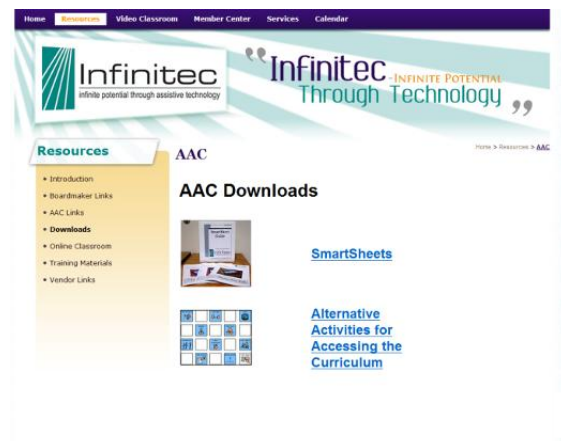 Home Resources Video Classroom Member Center Services Calendar
Infinitec
infinite potential through assistive technology
"Infinitec-Infinite Potential
Through Technology"
Resources
• Introduction
• Boardmaker Links
• AAC Links
• Downloads
• Online Classroom
• Training Materials
• Vendor Links
Home > Resources > AAC
AAC
AAC Downloads
SmartSheets
Alternative
Activities for
Accessing the
Curriculum